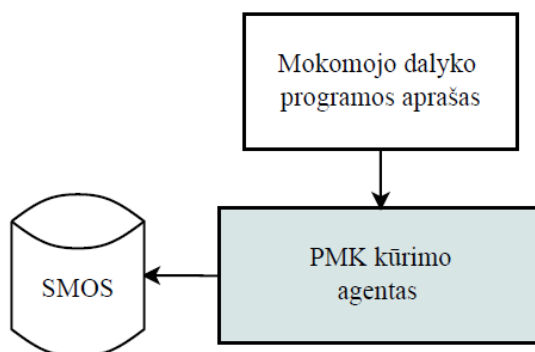 Mokomojo dalyko
programos aprašas
SMOS
PMK kūrimo
agentas